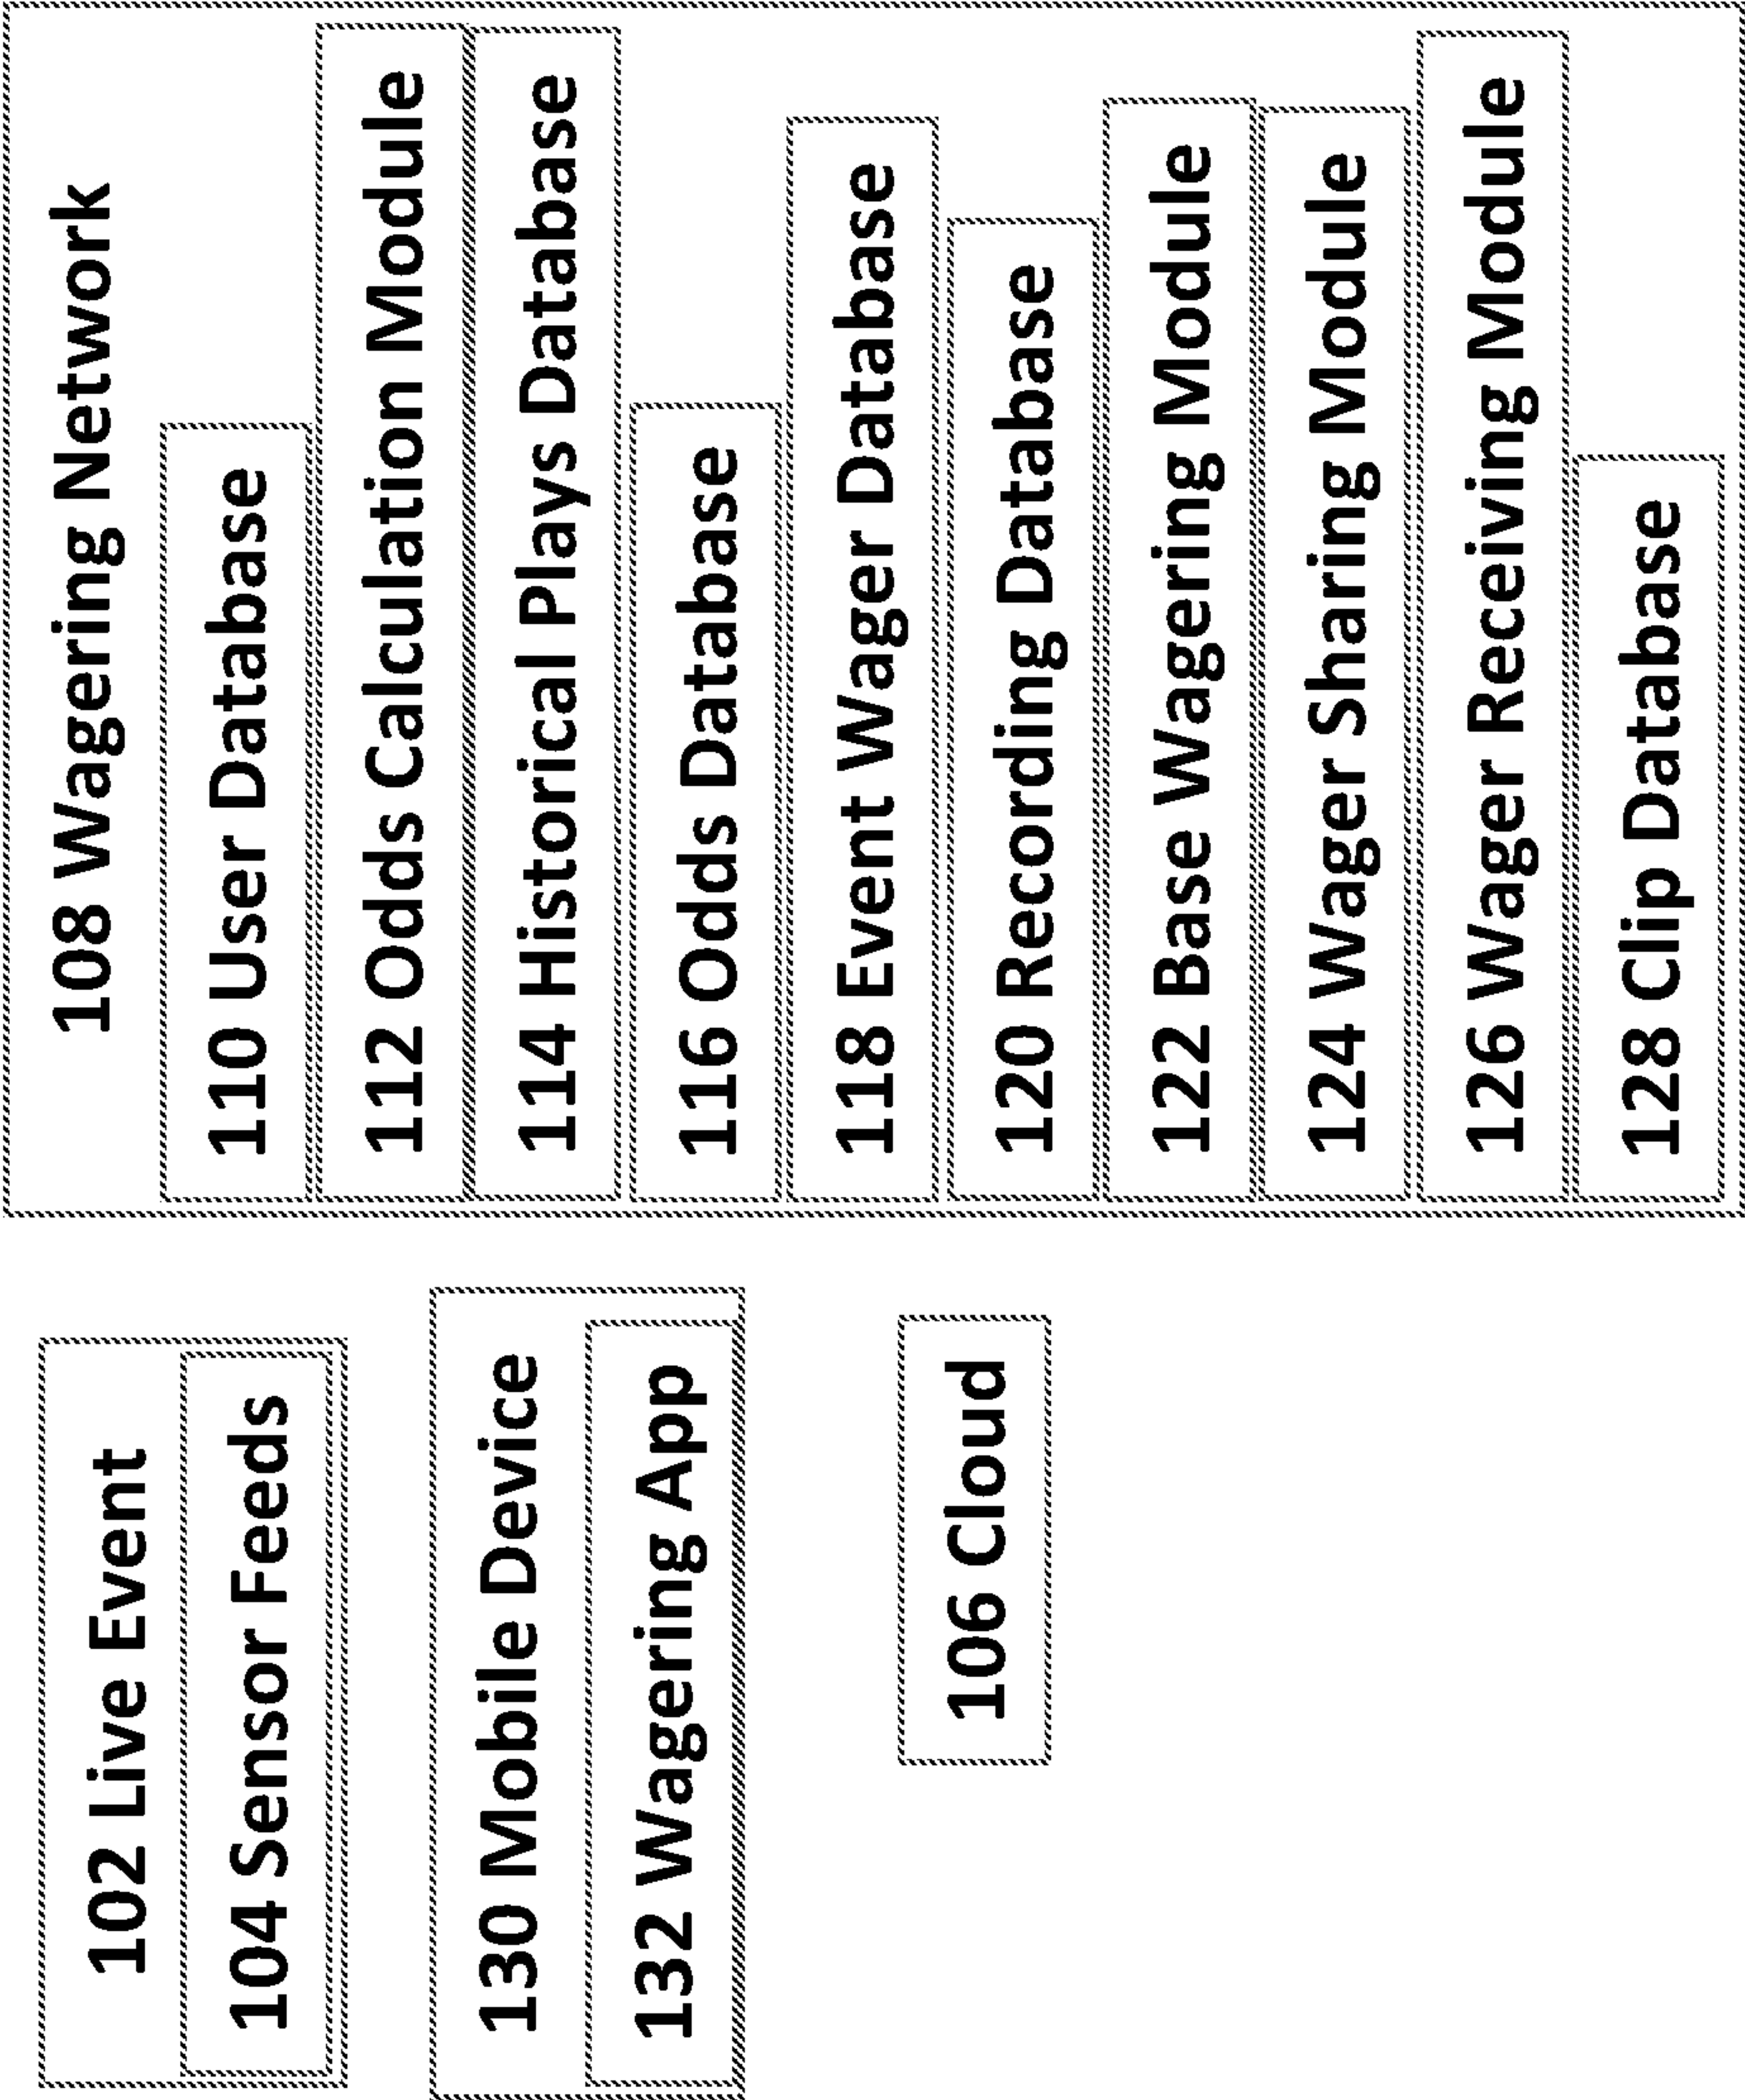 102 Live Event
104 Sensor Feeds
130 Mobile Device
132 Wagering App
106 Cloud
108 Wagering Network
110 User Database
112 Odds Calculation Module
114 Historical Plays Database
116 Odds Database
118 Event Wager Database
120 Recording Database
122 Base Wagering Module
124 Wager Sharing Module
126 Wager Receiving Module
128 Clip Database